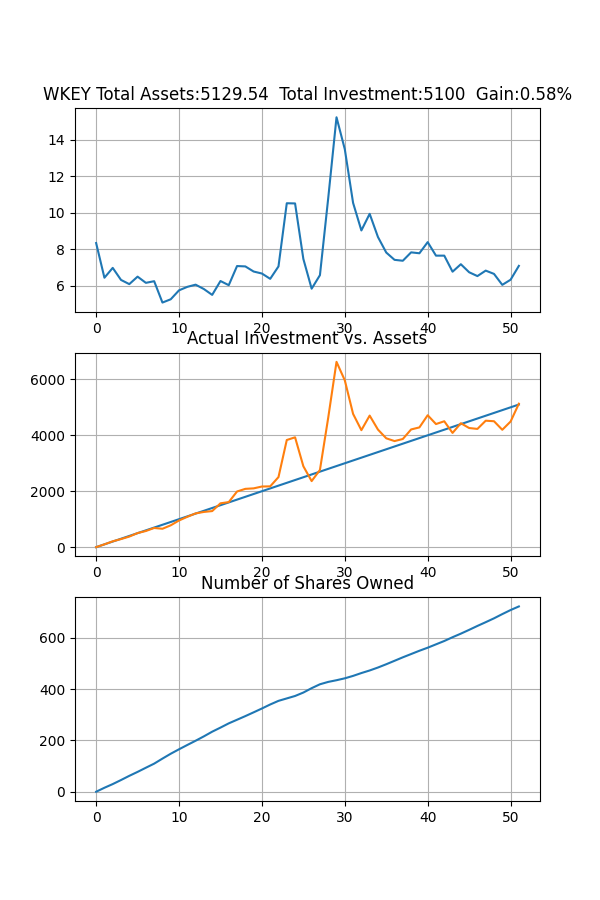 WKEY Total Assets:5129.54  Total Investment:5100  Gain:0.58%
14
12
10
8
6
0 10 20 30 40 50
Actual Investment vs. Assets
6000
4000
2000
0
0 10 20 30 40 50
Number of Shares Owned
600
400
200
0
0 10 20 30 40 50